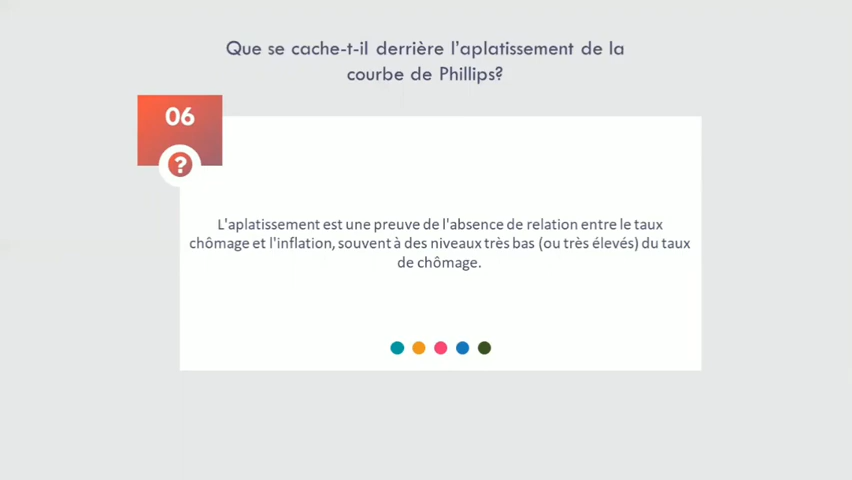 Que se cache-t-il derrière l'aplatissement de la
courbe de Phillips?
06
?
L'aplatissement est une preuve de l'absence de relation entre le taux
chômage et l'inflation, souvent à des niveaux très bas (ou très élevés) du taux
de chômage.